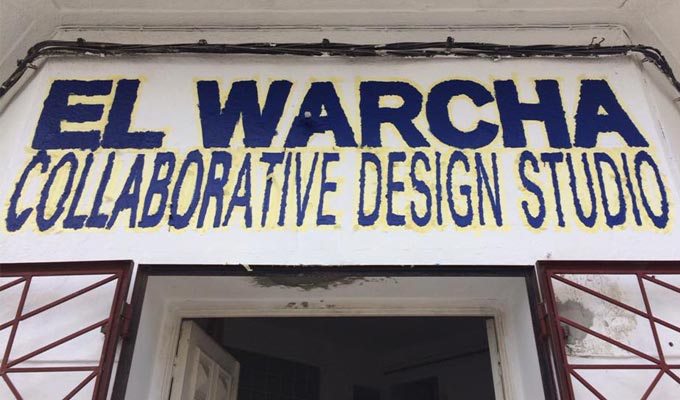 EL WARCHA
COLLABORATIVE DESIGN STUDIO